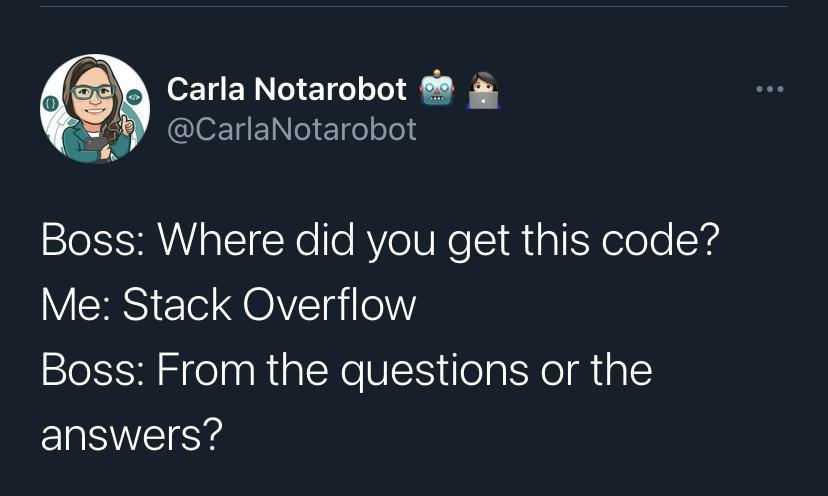 Carla Notarobot 🤖 👩🏻‍💻
@CarlaNotarobot
Boss: Where did you get this code?
Me: Stack Overflow
Boss: From the questions or the
answers?